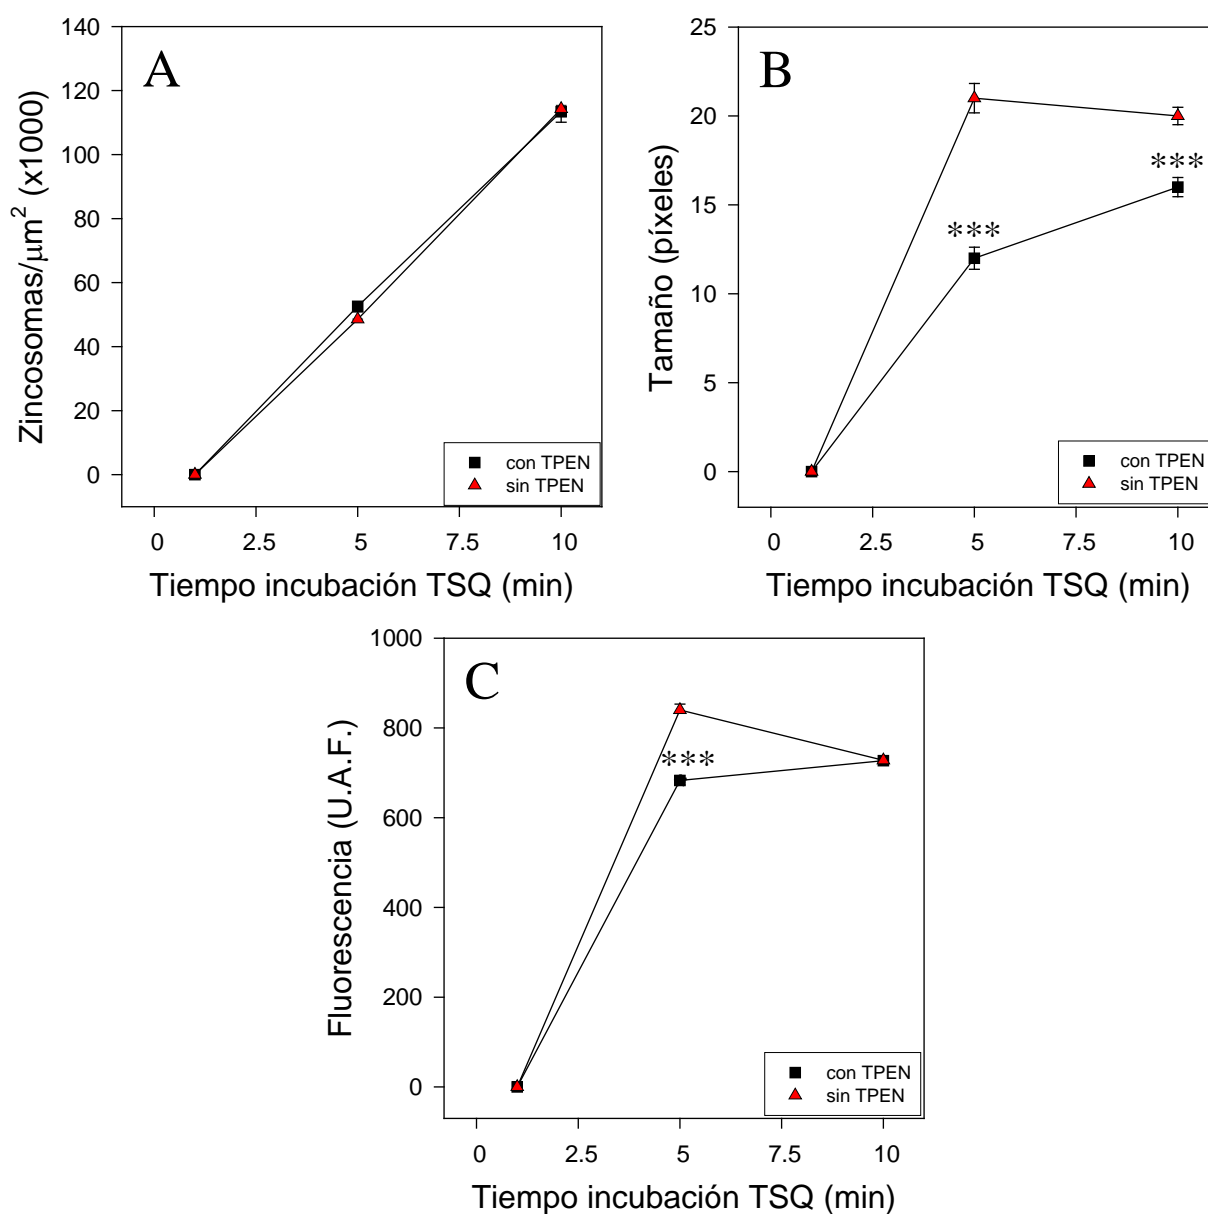 A
Zincosomas/μm² (x1000)
140
120
100
80
60
40
20
0
con TPEN
sin TPEN
0 2.5 5 7.5 10
Tiempo incubación TSQ (min)
B
Tamaño (píxeles)
25
20
15
10
5
0
***
***
con TPEN
sin TPEN
0 2.5 5 7.5 10
Tiempo incubación TSQ (min)
C
Fluorescencia (U.A.F.)
1000
800
600
400
200
0
***
con TPEN
sin TPEN
0 2.5 5 7.5 10
Tiempo incubación TSQ (min)